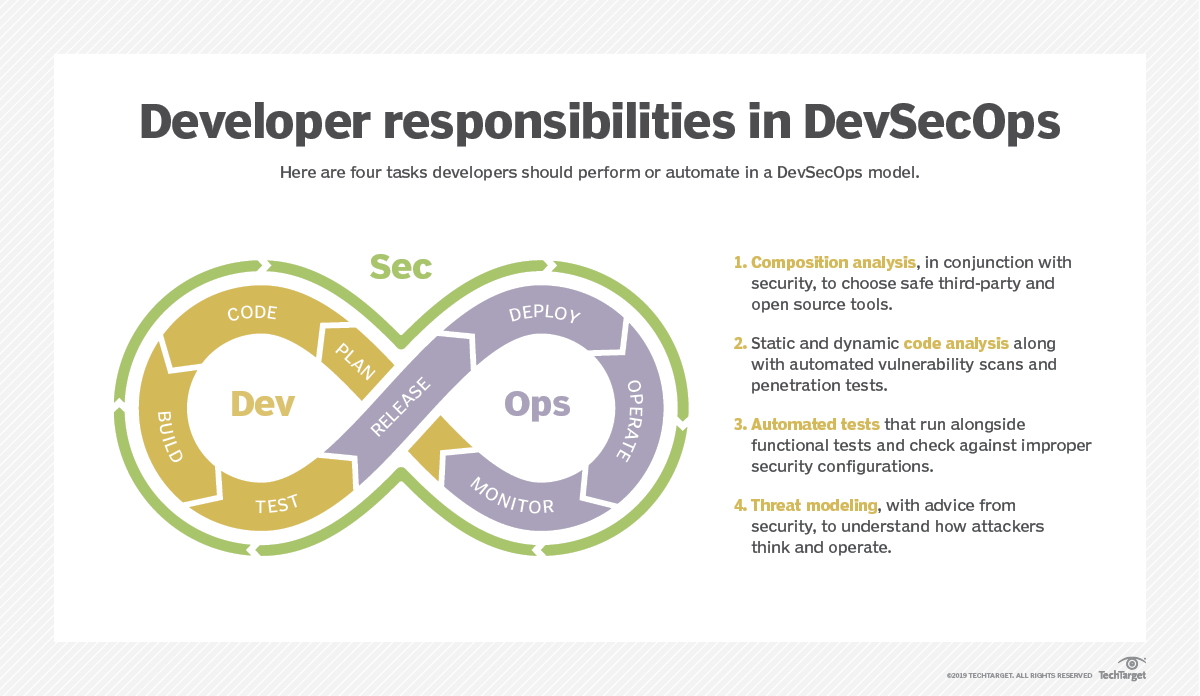 Developer responsibilities in DevSecOps
Here are four tasks developers should perform or automate in a DevSecOps model.
Sec
CODE
PLAN
Dev
BUILD
TEST
RELEASE
DEPLOY
Ops
OPERATE
MONITOR
1. Composition analysis, in conjunction with
security, to choose safe third-party and
open source tools.
2. Static and dynamic code analysis along
with automated vulnerability scans and
penetration tests.
3. Automated tests that run alongside
functional tests and check against improper
security configurations.
4. Threat modeling, with advice from
security, to understand how attackers
think and operate.
©2019 TECHTARGET. ALL RIGHTS RESERVED TechTarget